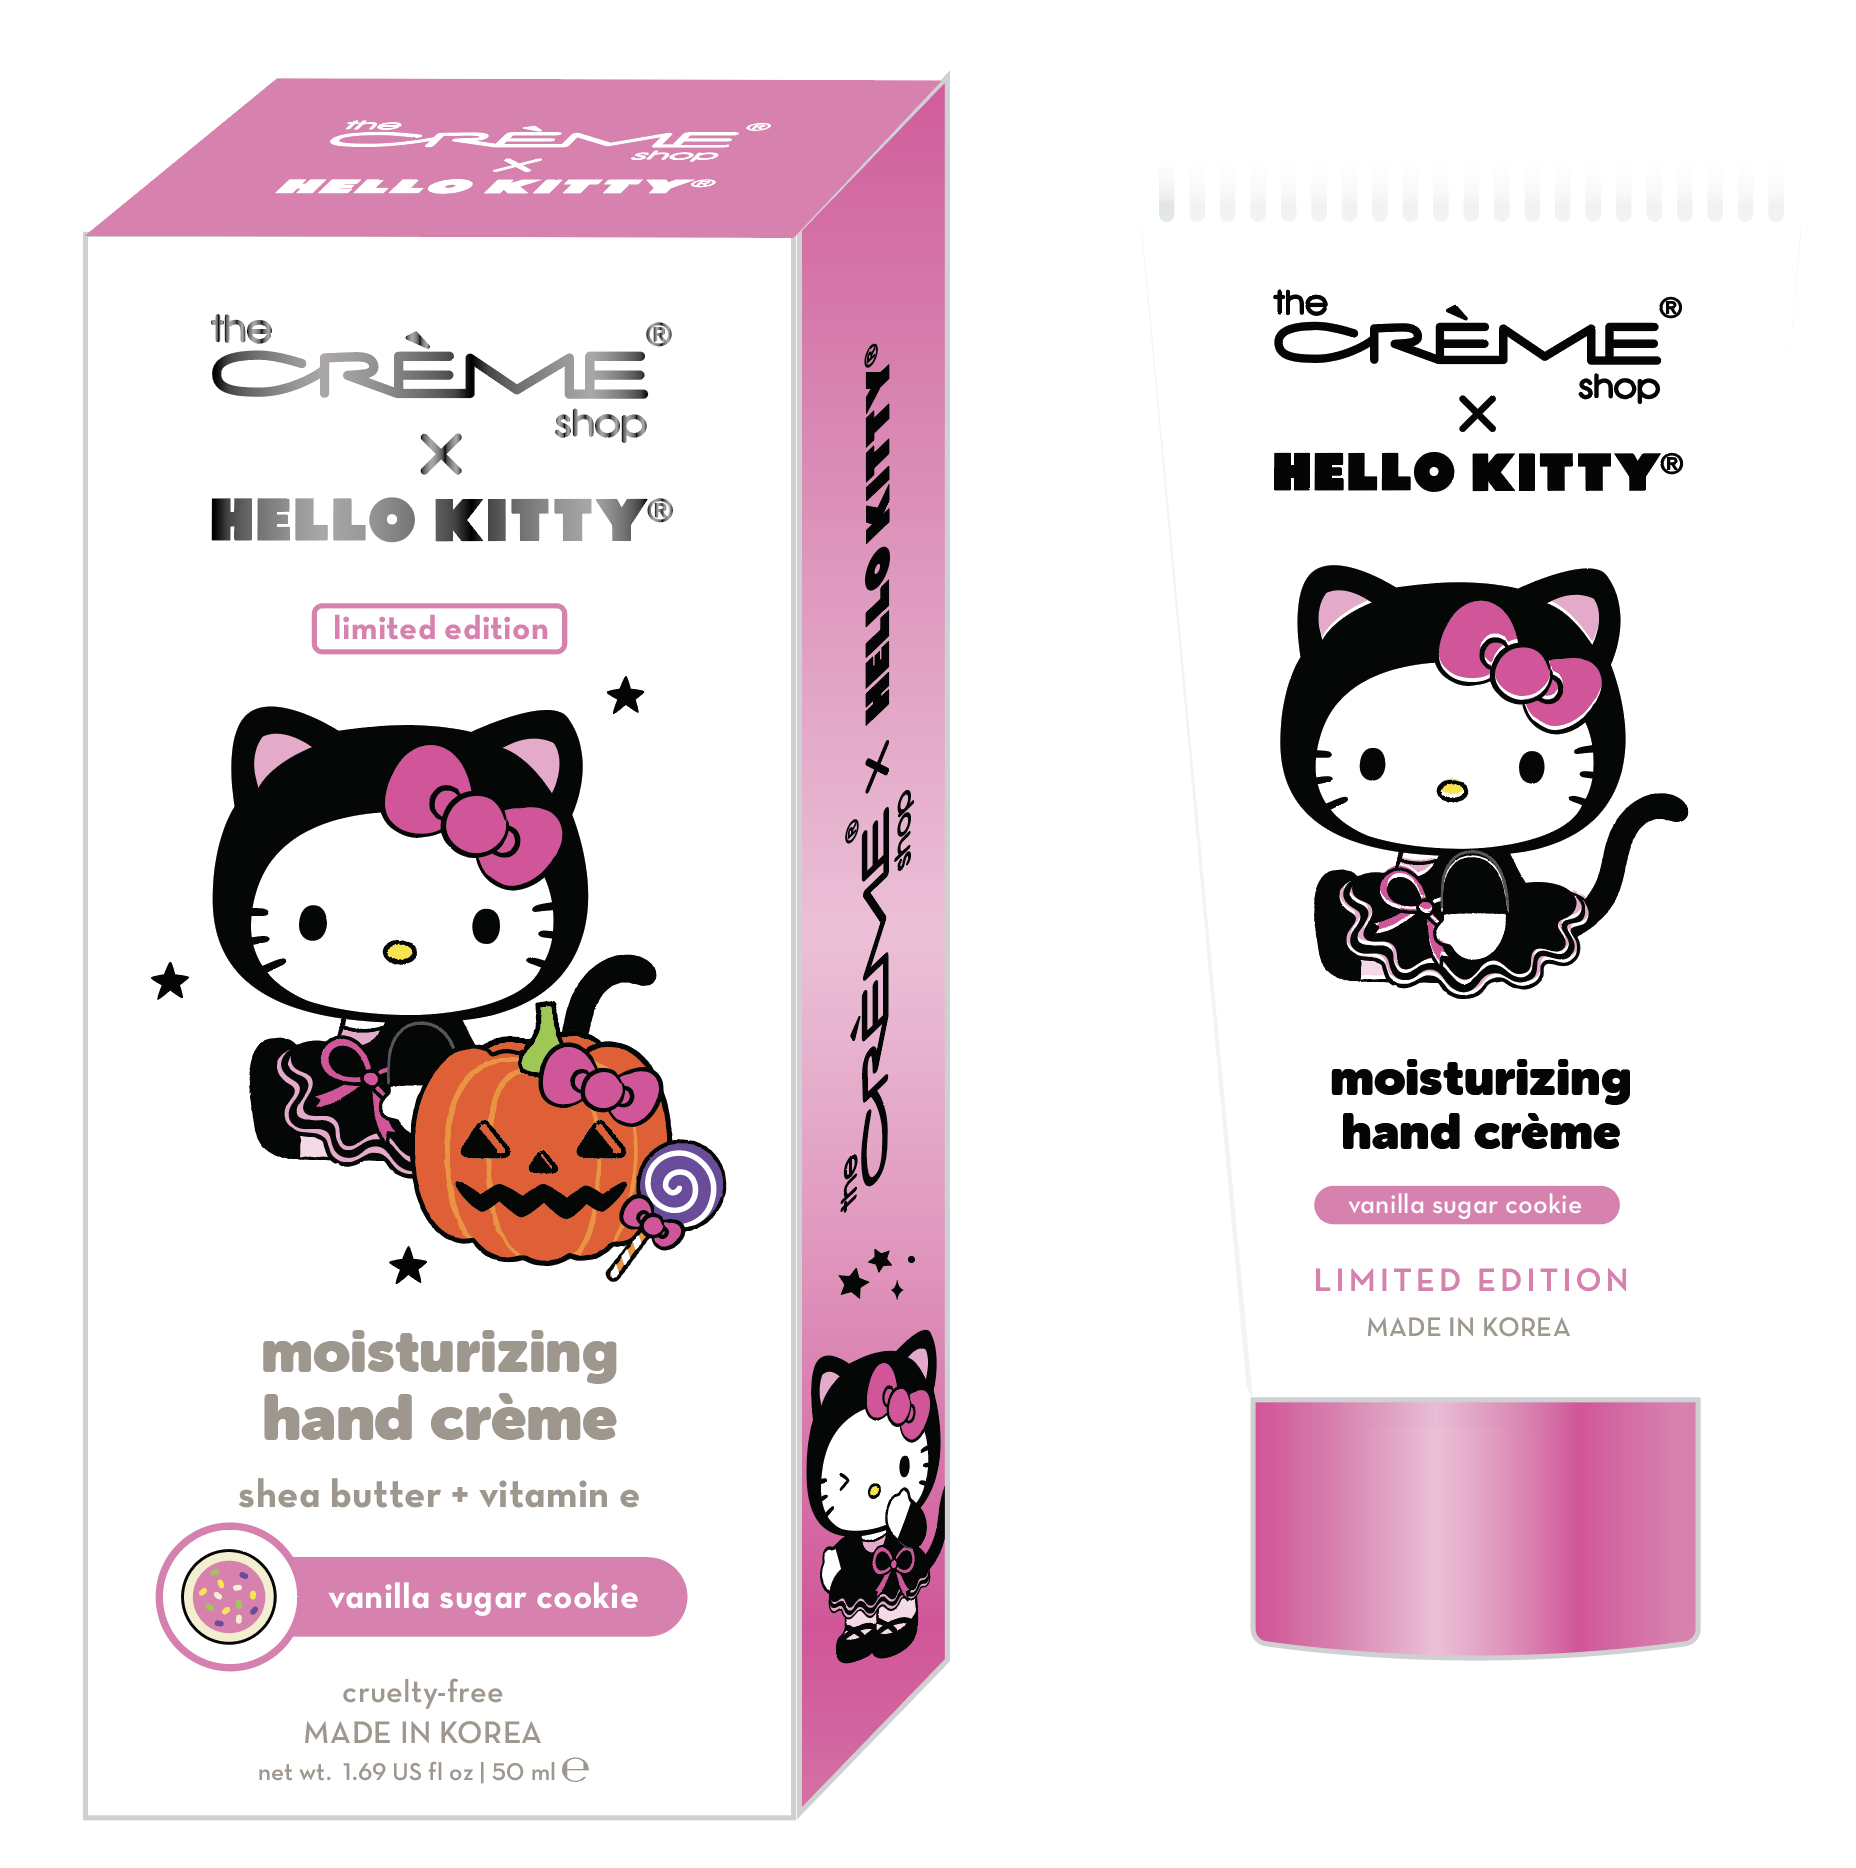 the
CRÈME®
shop
×
HELLO KITTY®
the
CRÈME®
shop
×
HELLO KITTY®
limited edition
moisturizing
hand crème
shea butter + vitamin e
vanilla sugar cookie
cruelty-free
MADE IN KOREA
net wt. 1.69 US fl oz | 50 ml ℮
the CRÈME® shop × HELLO KITTY®
the
CRÈME®
shop
×
HELLO KITTY®
moisturizing
hand crème
vanilla sugar cookie
LIMITED EDITION
MADE IN KOREA